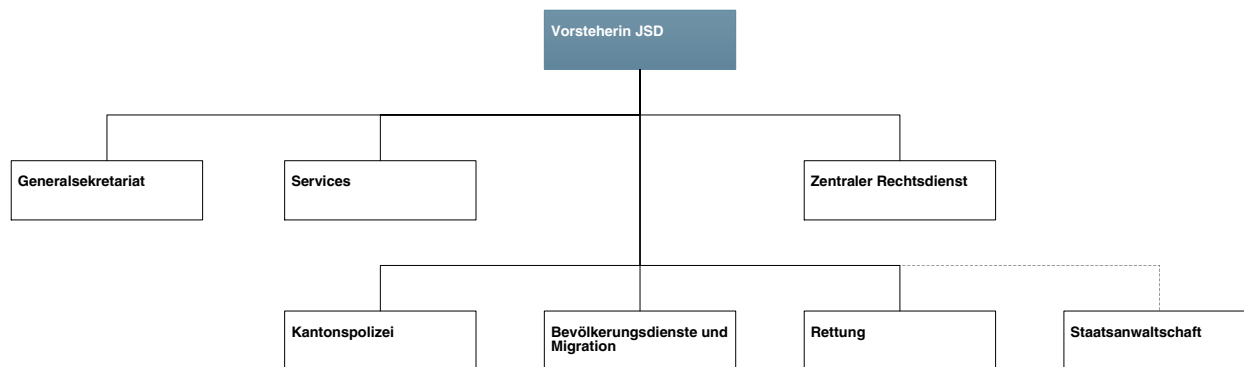 Vorsteherin JSD
Generalsekretariat
Services
Zentraler Rechtsdienst
Kantonspolizei
Bevölkerungsdienste und
Migration
Rettung
Staatsanwaltschaft